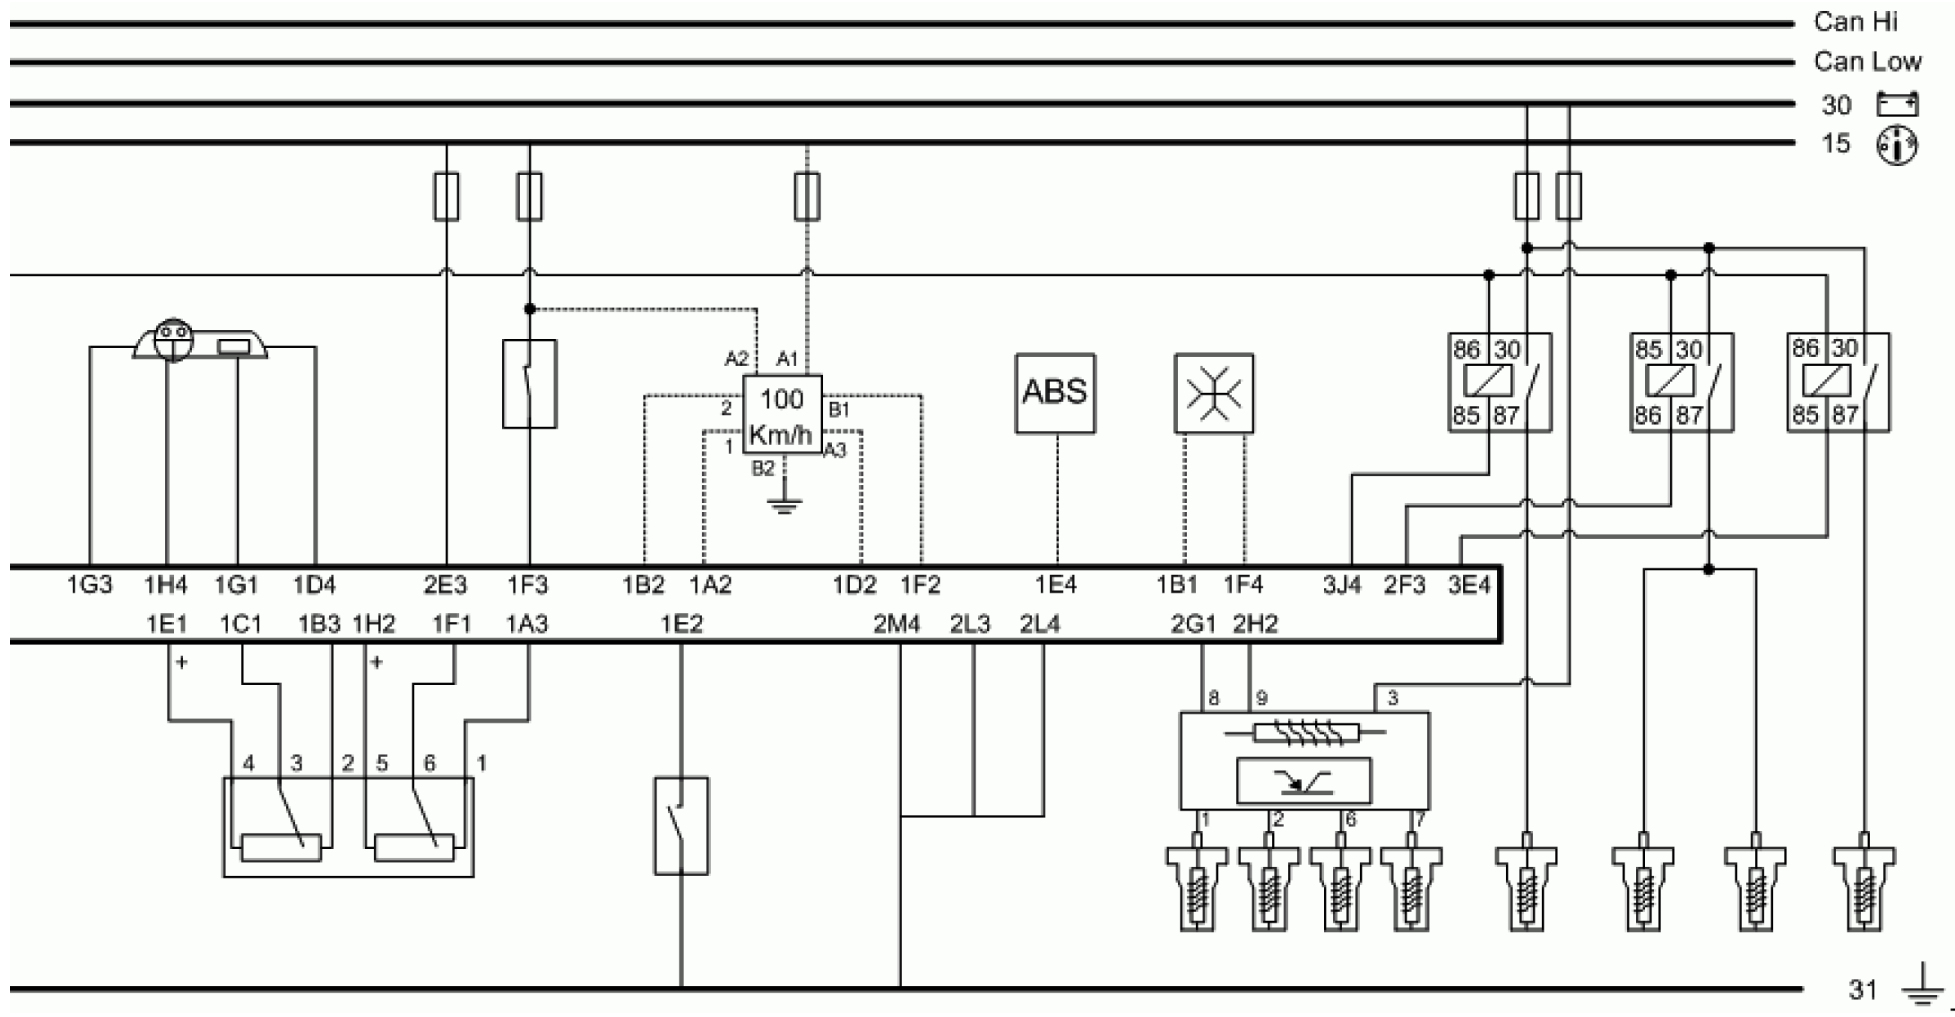 Can Hi
Can Low
30
15
86 30
85 30
86 30
A2 A1
100
Km/h
2
B1
1
A3
B2
ABS
85 87
86 87
85 87
1G3 1H4 1G1 1D4 2E3 1F3 1B2 1A2 1D2 1F2 1E4 1B1 1F4 3J4 2F3 3E4
1E1 1C1 1B3 1H2 1F1 1A3 1E2 2M4 2L3 2L4 2G1 2H2
+ +
8 9 3
4 3 2 5 6 1
1 2 6 7
31